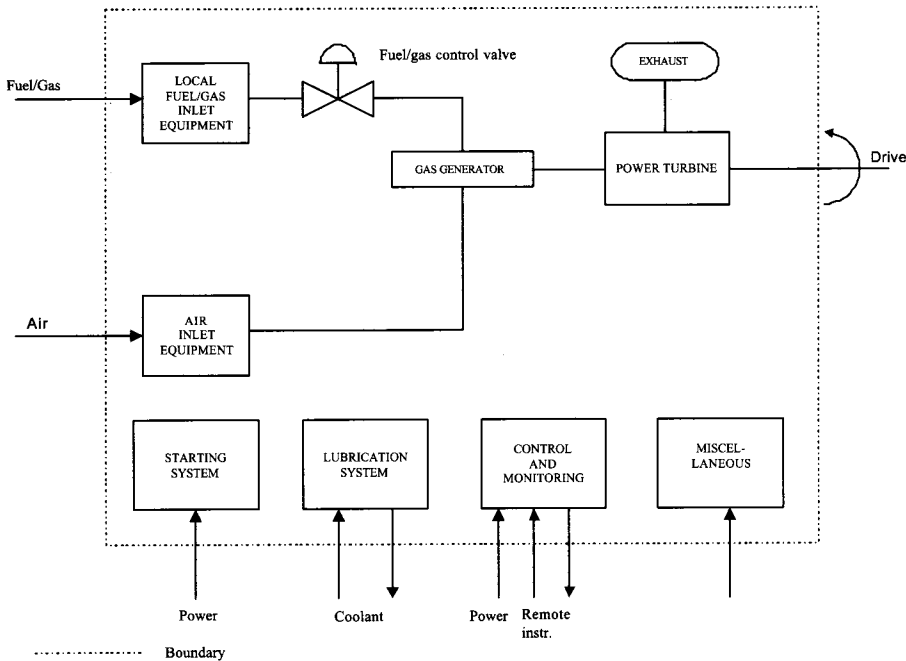 Fuel/gas control valve
EXHAUST
Fuel/Gas
LOCAL
FUEL/GAS
INLET
EQUIPMENT
GAS GENERATOR
POWER TURBINE
Drive
Air
AIR
INLET
EQUIPMENT
STARTING
SYSTEM
LUBRICATION
SYSTEM
CONTROL
AND
MONITORING
MISCEL-
LANEOUS
Power
Coolant
Power
Remote
instr.
Boundary